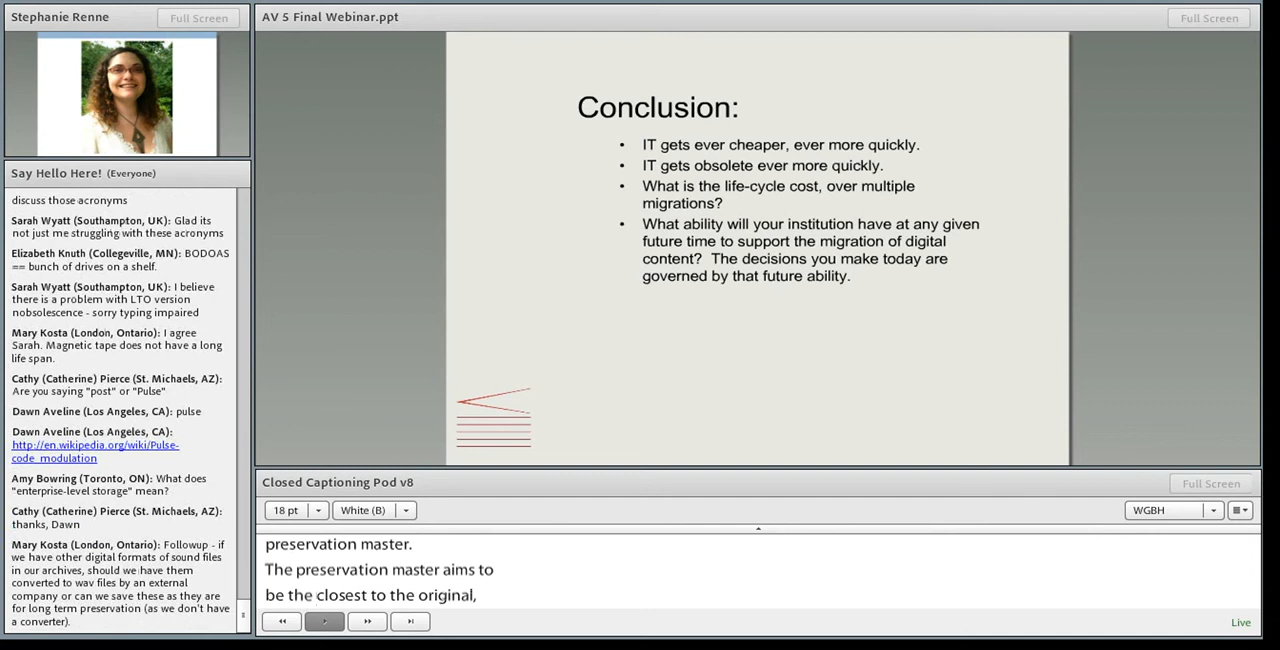 Stephanie Renne
Full Screen
Say Hello Here! (Everyone)
discuss those acronyms
Sarah Wyatt (Southampton, UK): Glad its
not just me struggling with these acronyms
Elizabeth Knuth (Collegeville, MN): BODOAS
== bunch of drives on a shelf.
Sarah Wyatt (Southampton, UK): I believe
there is a problem with LTO version
nobsolescence - sorry typing impaired
Mary Kosta (London, Ontario): I agree
Sarah. Magnetic tape does not have a long
life span.
Cathy (Catherine) Pierce (St. Michaels, AZ):
Are you saying "post" or "Pulse"
Dawn Aveline (Los Angeles, CA): pulse
Dawn Aveline (Los Angeles, CA):
http://en.wikipedia.org/wiki/Pulse-
code_modulation
Amy Bowring (Toronto, ON): What does
"enterprise-level storage" mean?
Cathy (Catherine) Pierce (St. Michaels, AZ):
thanks, Dawn
Mary Kosta (London, Ontario): Followup - if
we have other digital formats of sound files
in our archives, should we have them
converted to wav files by an external
company or can we save these as they are
for long term preservation (as we don't have
a converter).
AV 5 Final Webinar.ppt
Full Screen
Conclusion:
• IT gets ever cheaper, ever more quickly.
• IT gets obsolete ever more quickly.
• What is the life-cycle cost, over multiple
migrations?
• What ability will your institution have at any given
future time to support the migration of digital
content? The decisions you make today are
governed by that future ability.
Closed Captioning Pod v8
Full Screen
18 pt
White (B)
WGBH
preservation master.
The preservation master aims to
be the closest to the original,
Live